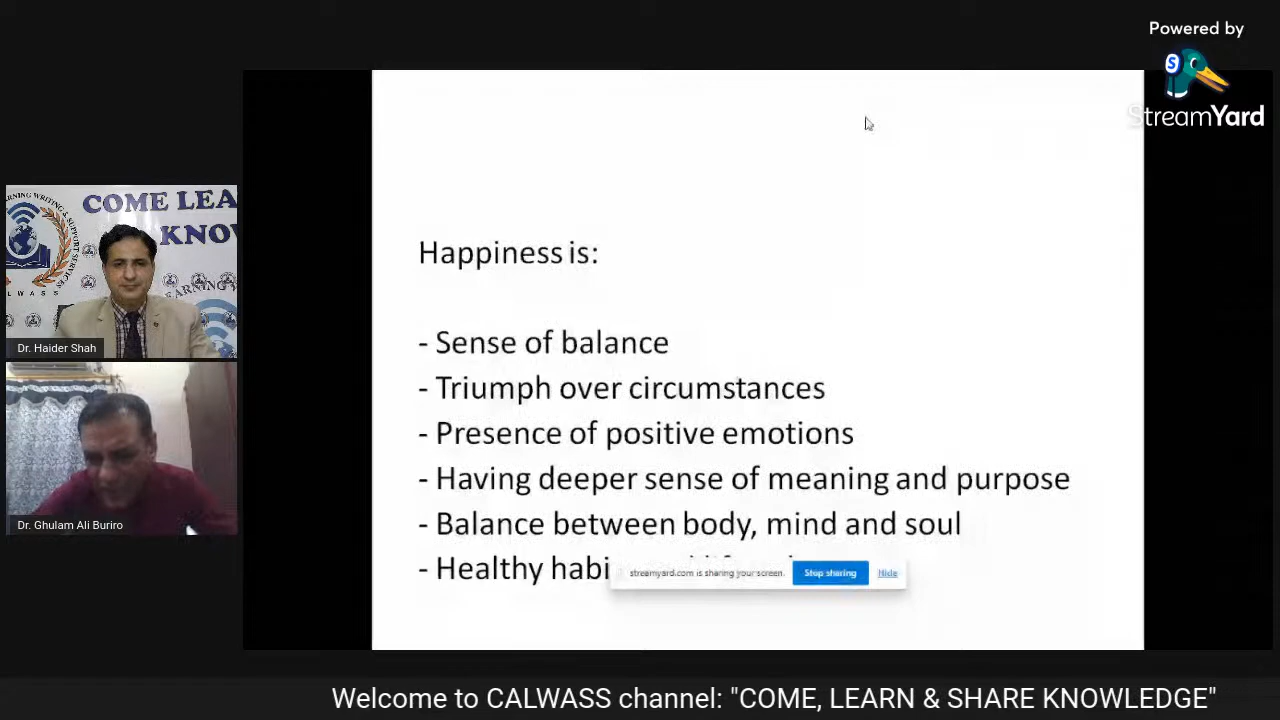 Powered by
StreamYard
COME LEA
KNOW
Dr. Haider Shah
Dr. Ghulam Ali Buriro
Happiness is:
- Sense of balance
- Triumph over circumstances
- Presence of positive emotions
- Having deeper sense of meaning and purpose
- Balance between body, mind and soul
- Healthy habi
streamyard.com is sharing your screen. Stop sharing Hide
Welcome to CALWASS channel: "COME, LEARN & SHARE KNOWLEDGE"